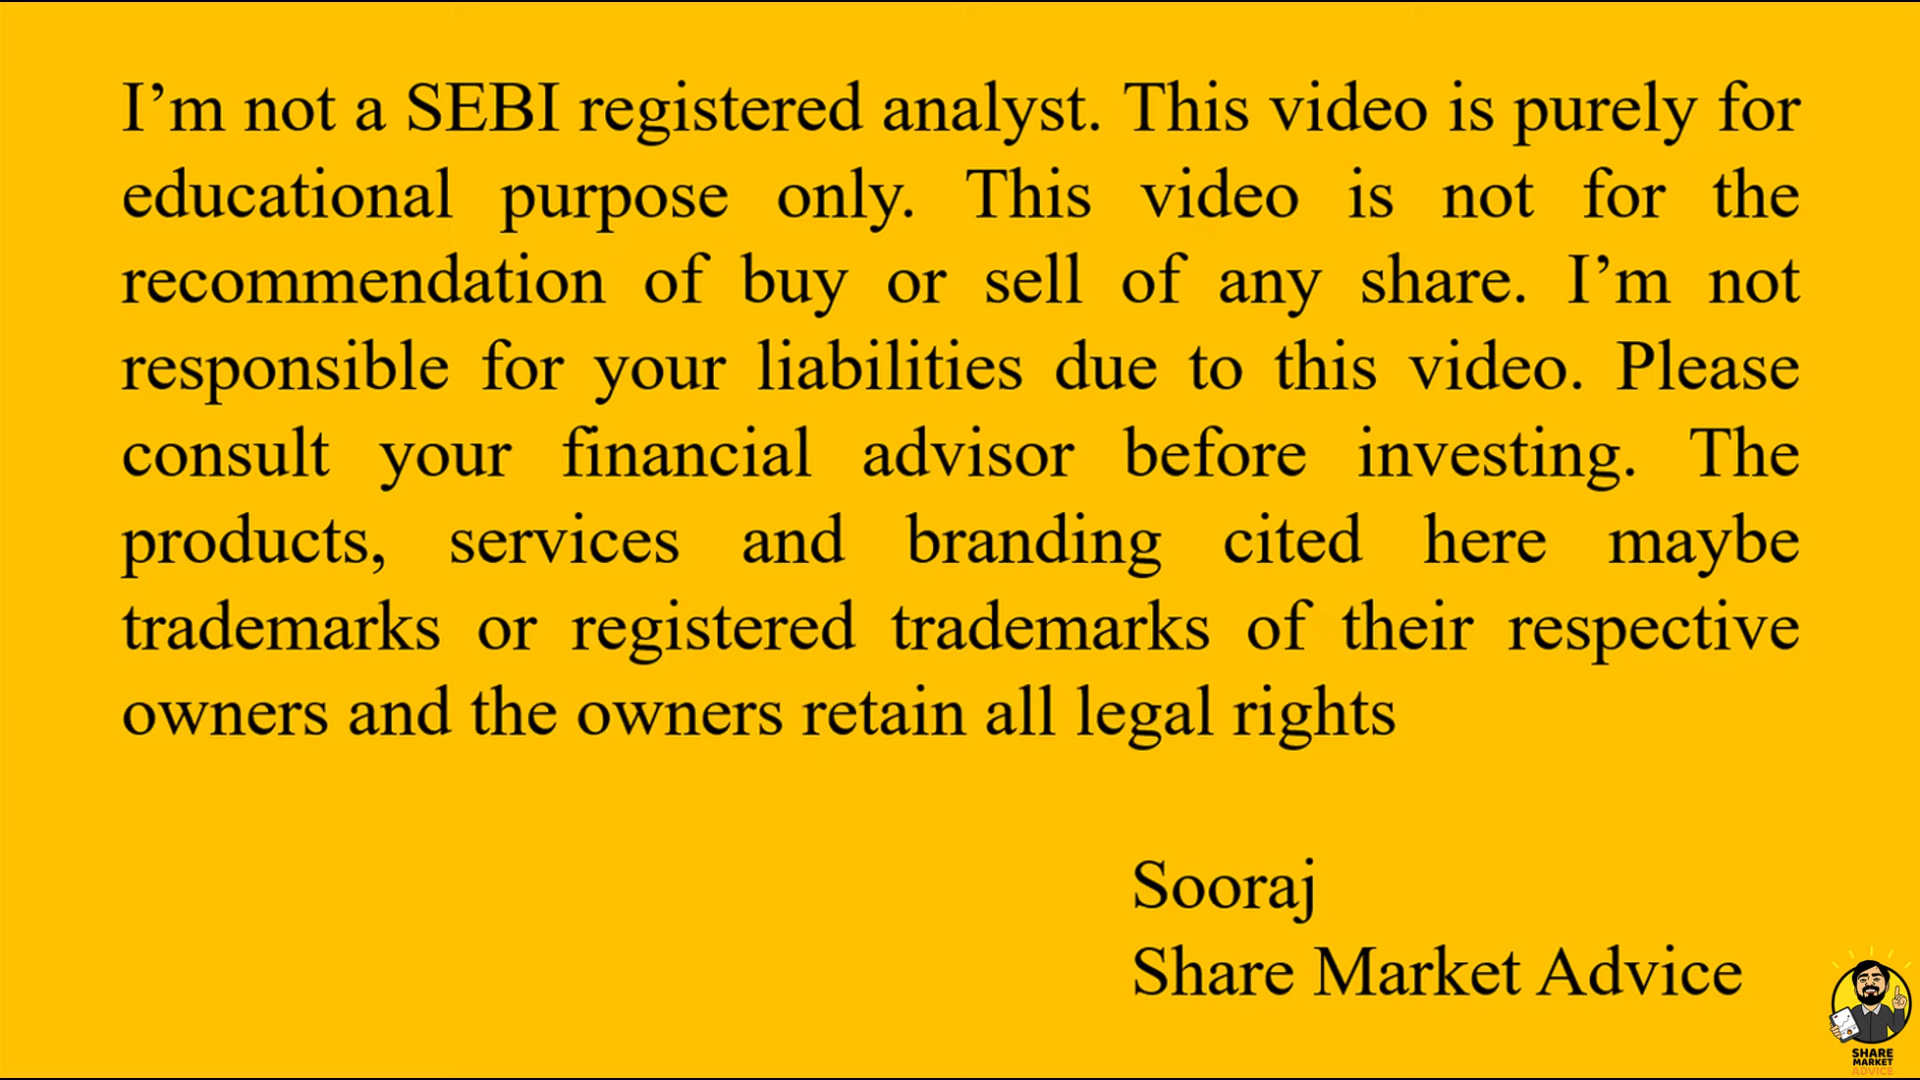 I’m not a SEBI registered analyst. This video is purely for
educational purpose only. This video is not for the
recommendation of buy or sell of any share. I’m not
responsible for your liabilities due to this video. Please
consult your financial advisor before investing. The
products, services and branding cited here maybe
trademarks or registered trademarks of their respective
owners and the owners retain all legal rights
Sooraj
Share Market Advice
SHARE
MARKET
ADVICE